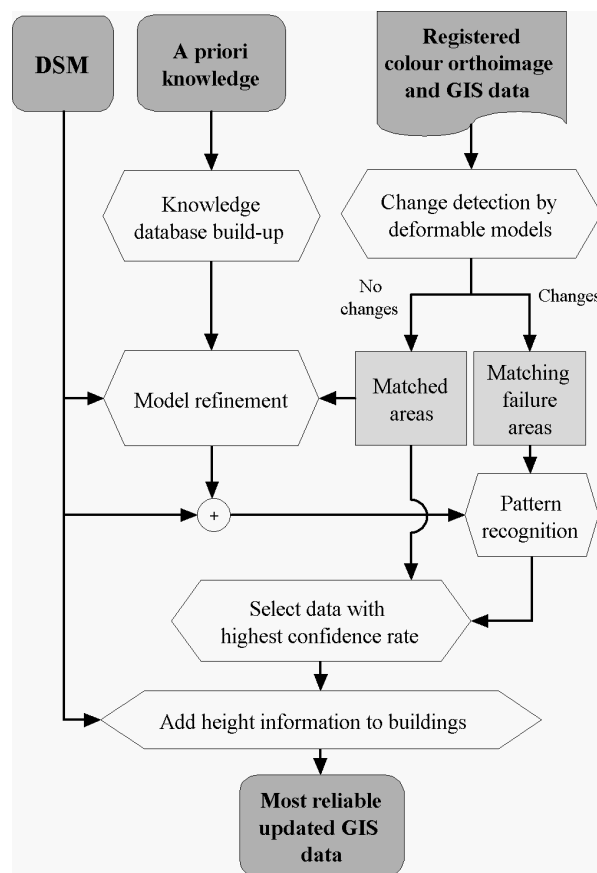 DSM
A priori
knowledge
Registered
colour orthoimage
and GIS data
Knowledge
database build-up
Change detection by
deformable models
No
changes
Changes
Model refinement
Matched
areas
Matching
failure
areas
+
Pattern
recognition
Select data with
highest confidence rate
Add height information to buildings
Most reliable
updated GIS
data